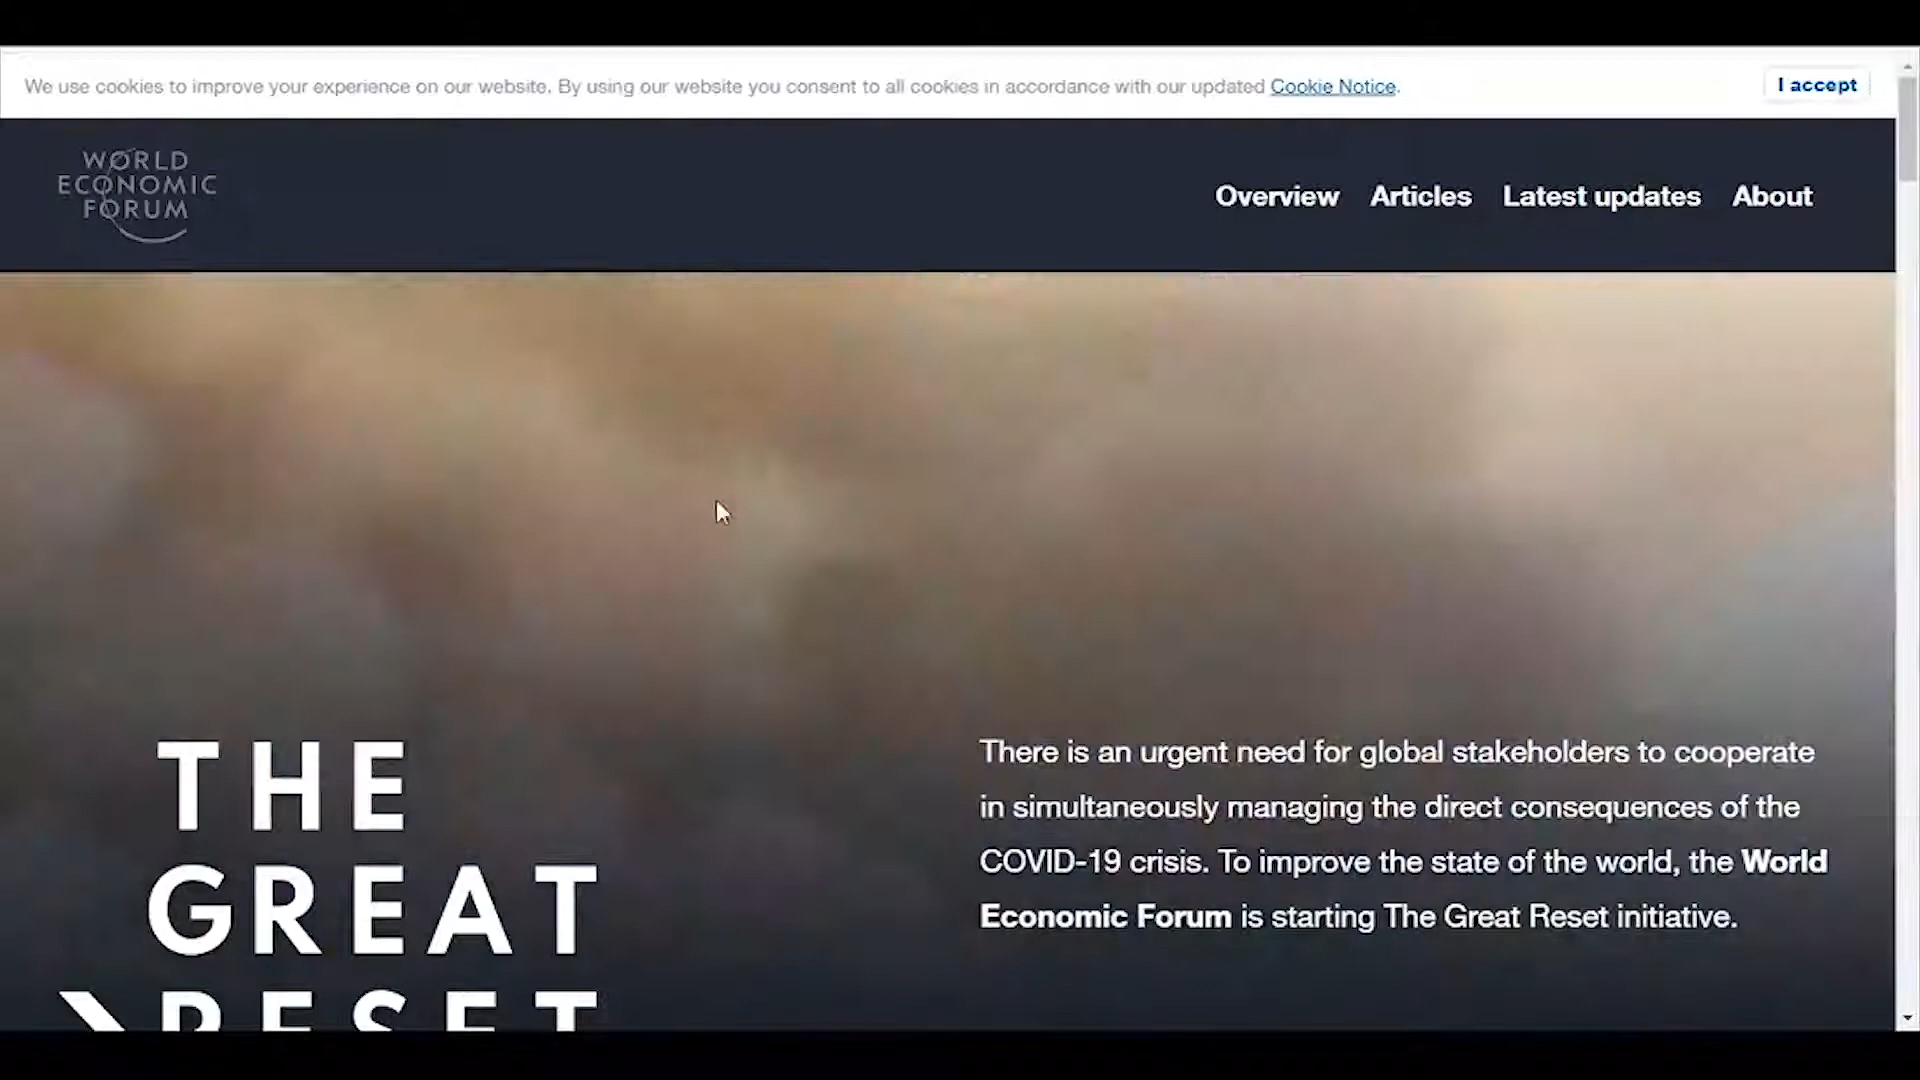 We use cookies to improve your experience on our website. By using our website you consent to all cookies in accordance with our updated Cookie Notice.
I accept
WORLD
ECONOMIC
FORUM
Overview Articles Latest updates About
THE
GREAT
RESET
There is an urgent need for global stakeholders to cooperate
in simultaneously managing the direct consequences of the
COVID-19 crisis. To improve the state of the world, the World
Economic Forum is starting The Great Reset initiative.